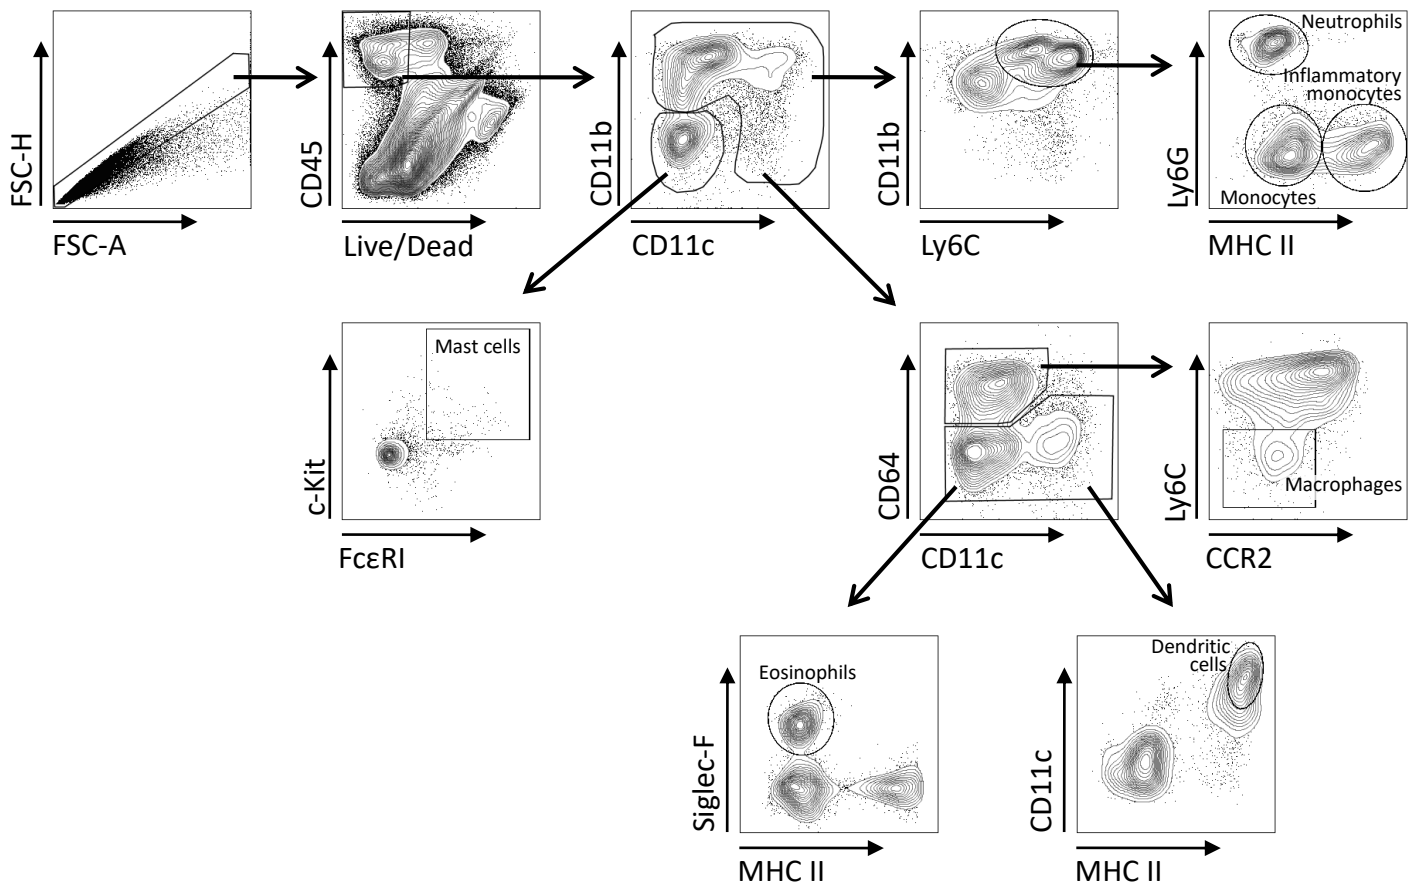 FSC-H
FSC-A
CD45
Live/Dead
CD11b
CD11c
CD11b
Ly6C
Neutrophils
Inflammatory
monocytes
Monocytes
Ly6G
MHC II
Mast cells
c-Kit
FcεRI
CD64
CD11c
Macrophages
Ly6C
CCR2
Eosinophils
Siglec-F
MHC II
Dendritic
cells
CD11c
MHC II